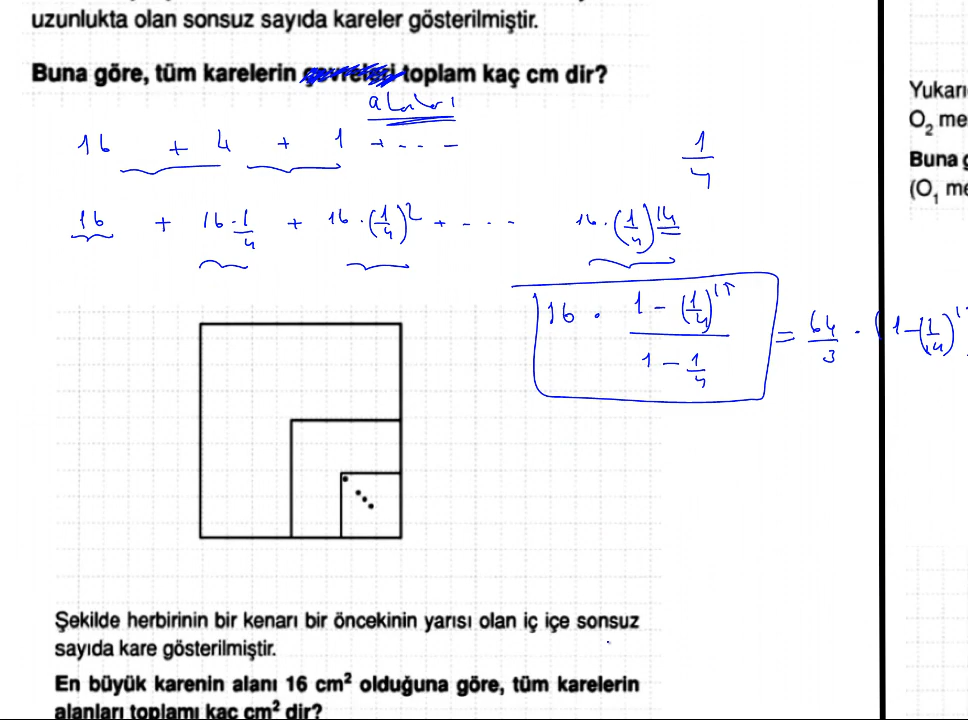 uzunlukta olan sonsuz sayıda kareler gösterilmiştir.
Buna göre, tüm karelerin çevreleri toplam kaç cm dir?
alanları
16 + 4 + 1 + - - -
1/4
16 + 16 · 1/4 + 16 · (1/4)^2 + - - - 16 · (1/4)^14
16 · (1 - (1/4)^15) / (1 - 1/4) = 64/3 · (1 - (1/4)^15
Şekilde herbirinin bir kenarı bir öncekinin yarısı olan iç içe sonsuz
sayıda kare gösterilmiştir.
En büyük karenin alanı 16 cm² olduğuna göre, tüm karelerin
alanları toplamı kaç cm² dir?
Yukarı
O₂ me
Buna g
(O₁ me